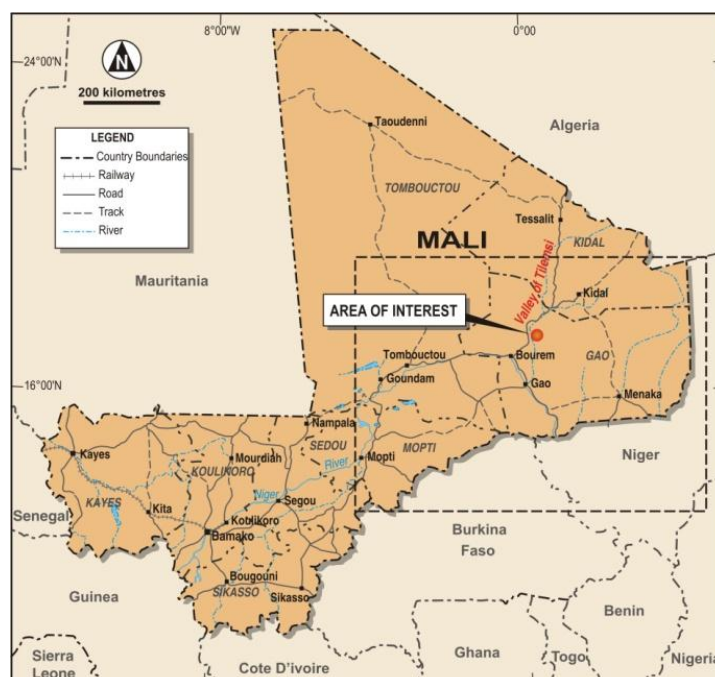 8°00'W
0°00'
24°00'N
N
200 kilometres
Taoudenni
Algeria
LEGEND
Country Boundaries
Railway
Road
Track
River
TOMBOUCTOU
Tessalit
KIDAL
MALI
Mauritania
Valley of Tilemsi
Kidal
AREA OF INTEREST
Tombouctou
Bourem
GAO
16°00'N
Goundam
Gao
Menaka
Nampala
SEDOU
Kayes
Mourdiah
KOULIKORO
Mopti
MOPTI
River
Niger
Niger
KAYES
Segou
Senegal
Kita
Koulikoro
Burkina
Faso
Bamako
Bougouni
Guinea
SIKASSO
Sikasso
Benin
Sierra
Leone
Cote D'ivoire
Ghana
Togo
Nigeria